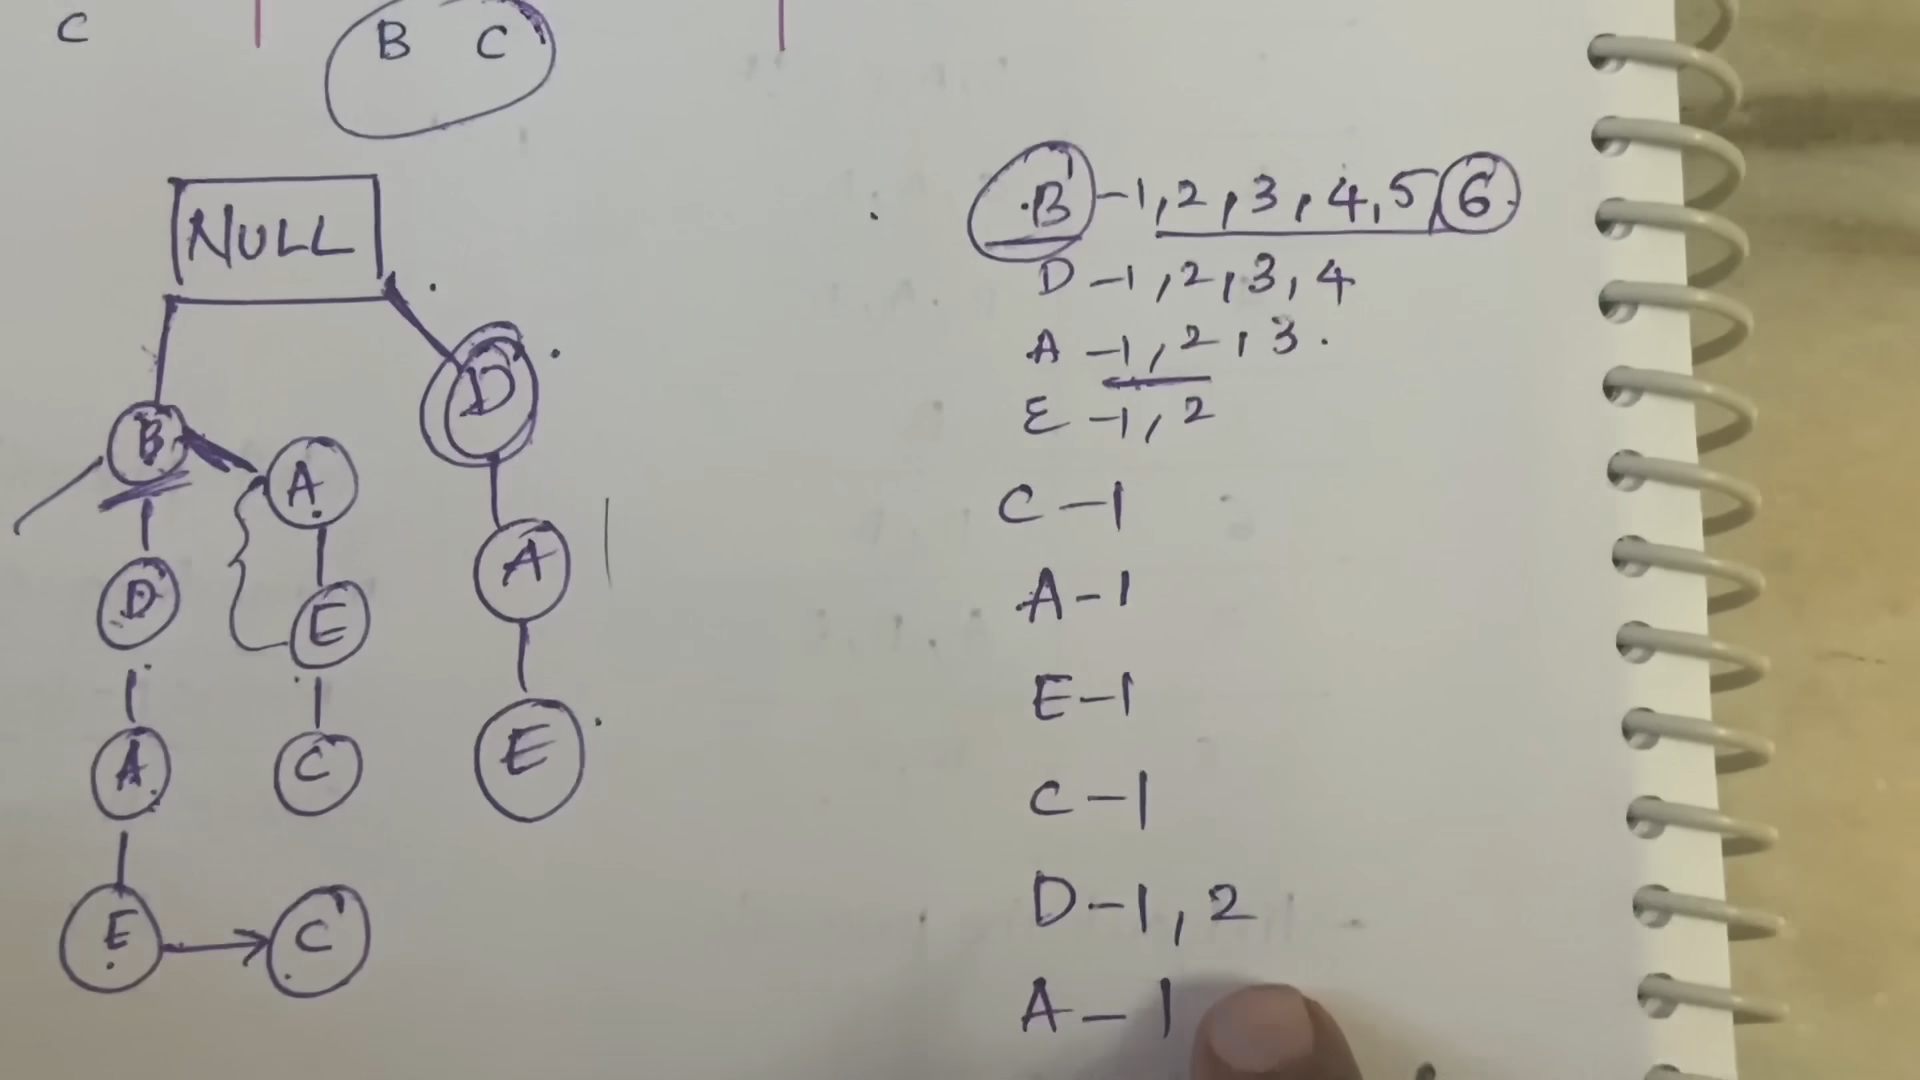 C
B C
NULL
B
A
D
D
E
A
A
C
E
E
C
B - 1, 2, 3, 4, 5, 6
D - 1, 2, 3, 4
A - 1, 2, 3.
E - 1, 2
C - 1
A - 1
E - 1
C - 1
D - 1, 2
A - 1